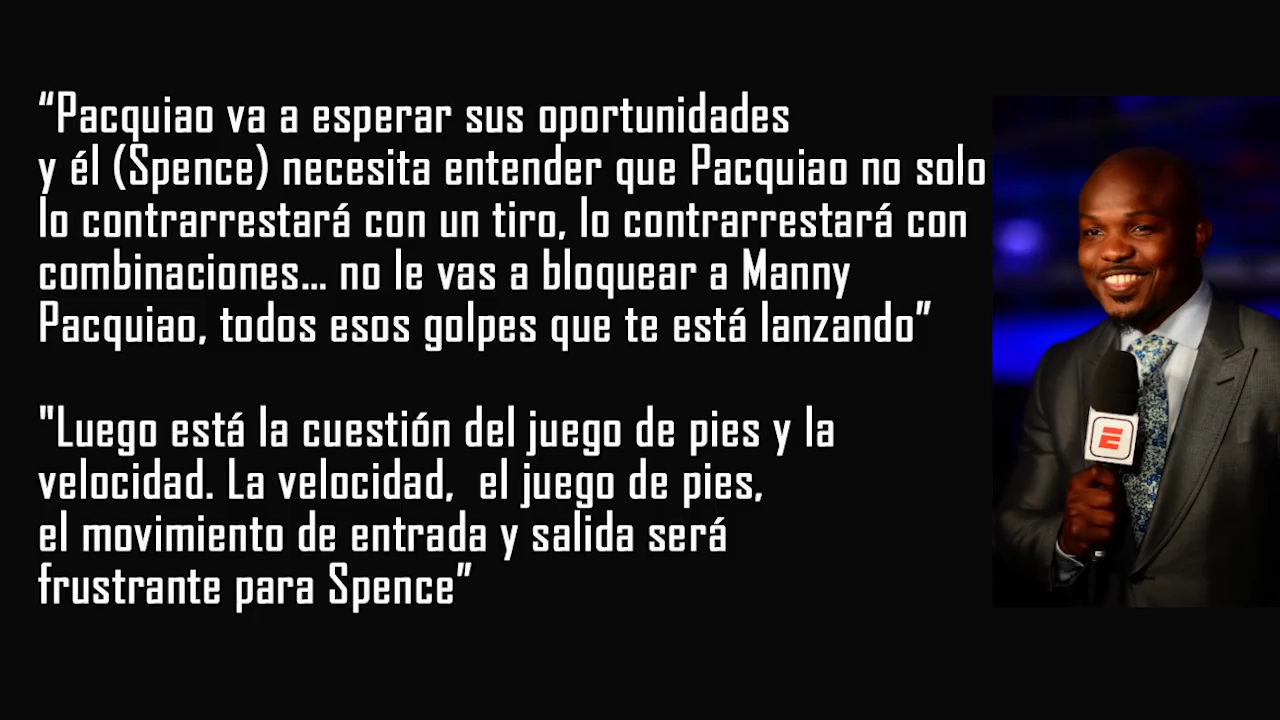 “Pacquiao va a esperar sus oportunidades
y él (Spence) necesita entender que Pacquiao no solo
lo contrarrestará con un tiro, lo contrarrestará con
combinaciones... no le vas a bloquear a Manny
Pacquiao, todos esos golpes que te está lanzando”
"Luego está la cuestión del juego de pies y la
velocidad. La velocidad,  el juego de pies,
el movimiento de entrada y salida será
frustrante para Spence”